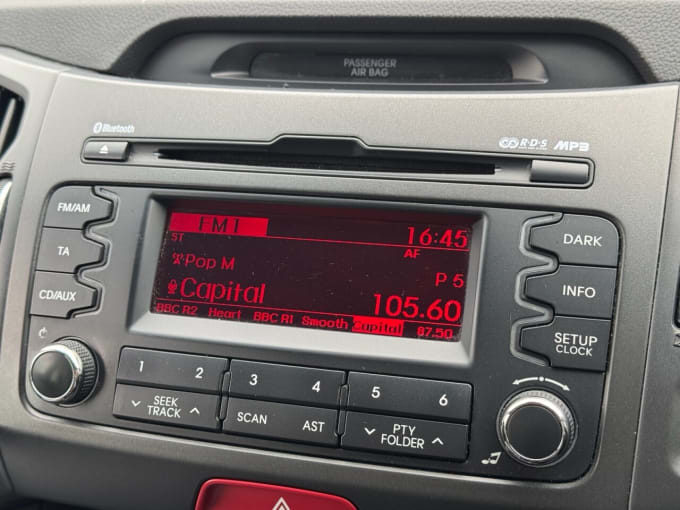 PASSENGER
AIR BAG
Bluetooth
R·D·S MP3
FM/AM
TA
CD/AUX
FM1
16:45
ST
AF
Pop M
P 5
Capital
105.60
BBC R2 Heart BBC R1 Smooth Capital 87.50
DARK
INFO
SETUP
CLOCK
1 2 3 4 5 6
SEEK
TRACK
SCAN AST
PTY
FOLDER